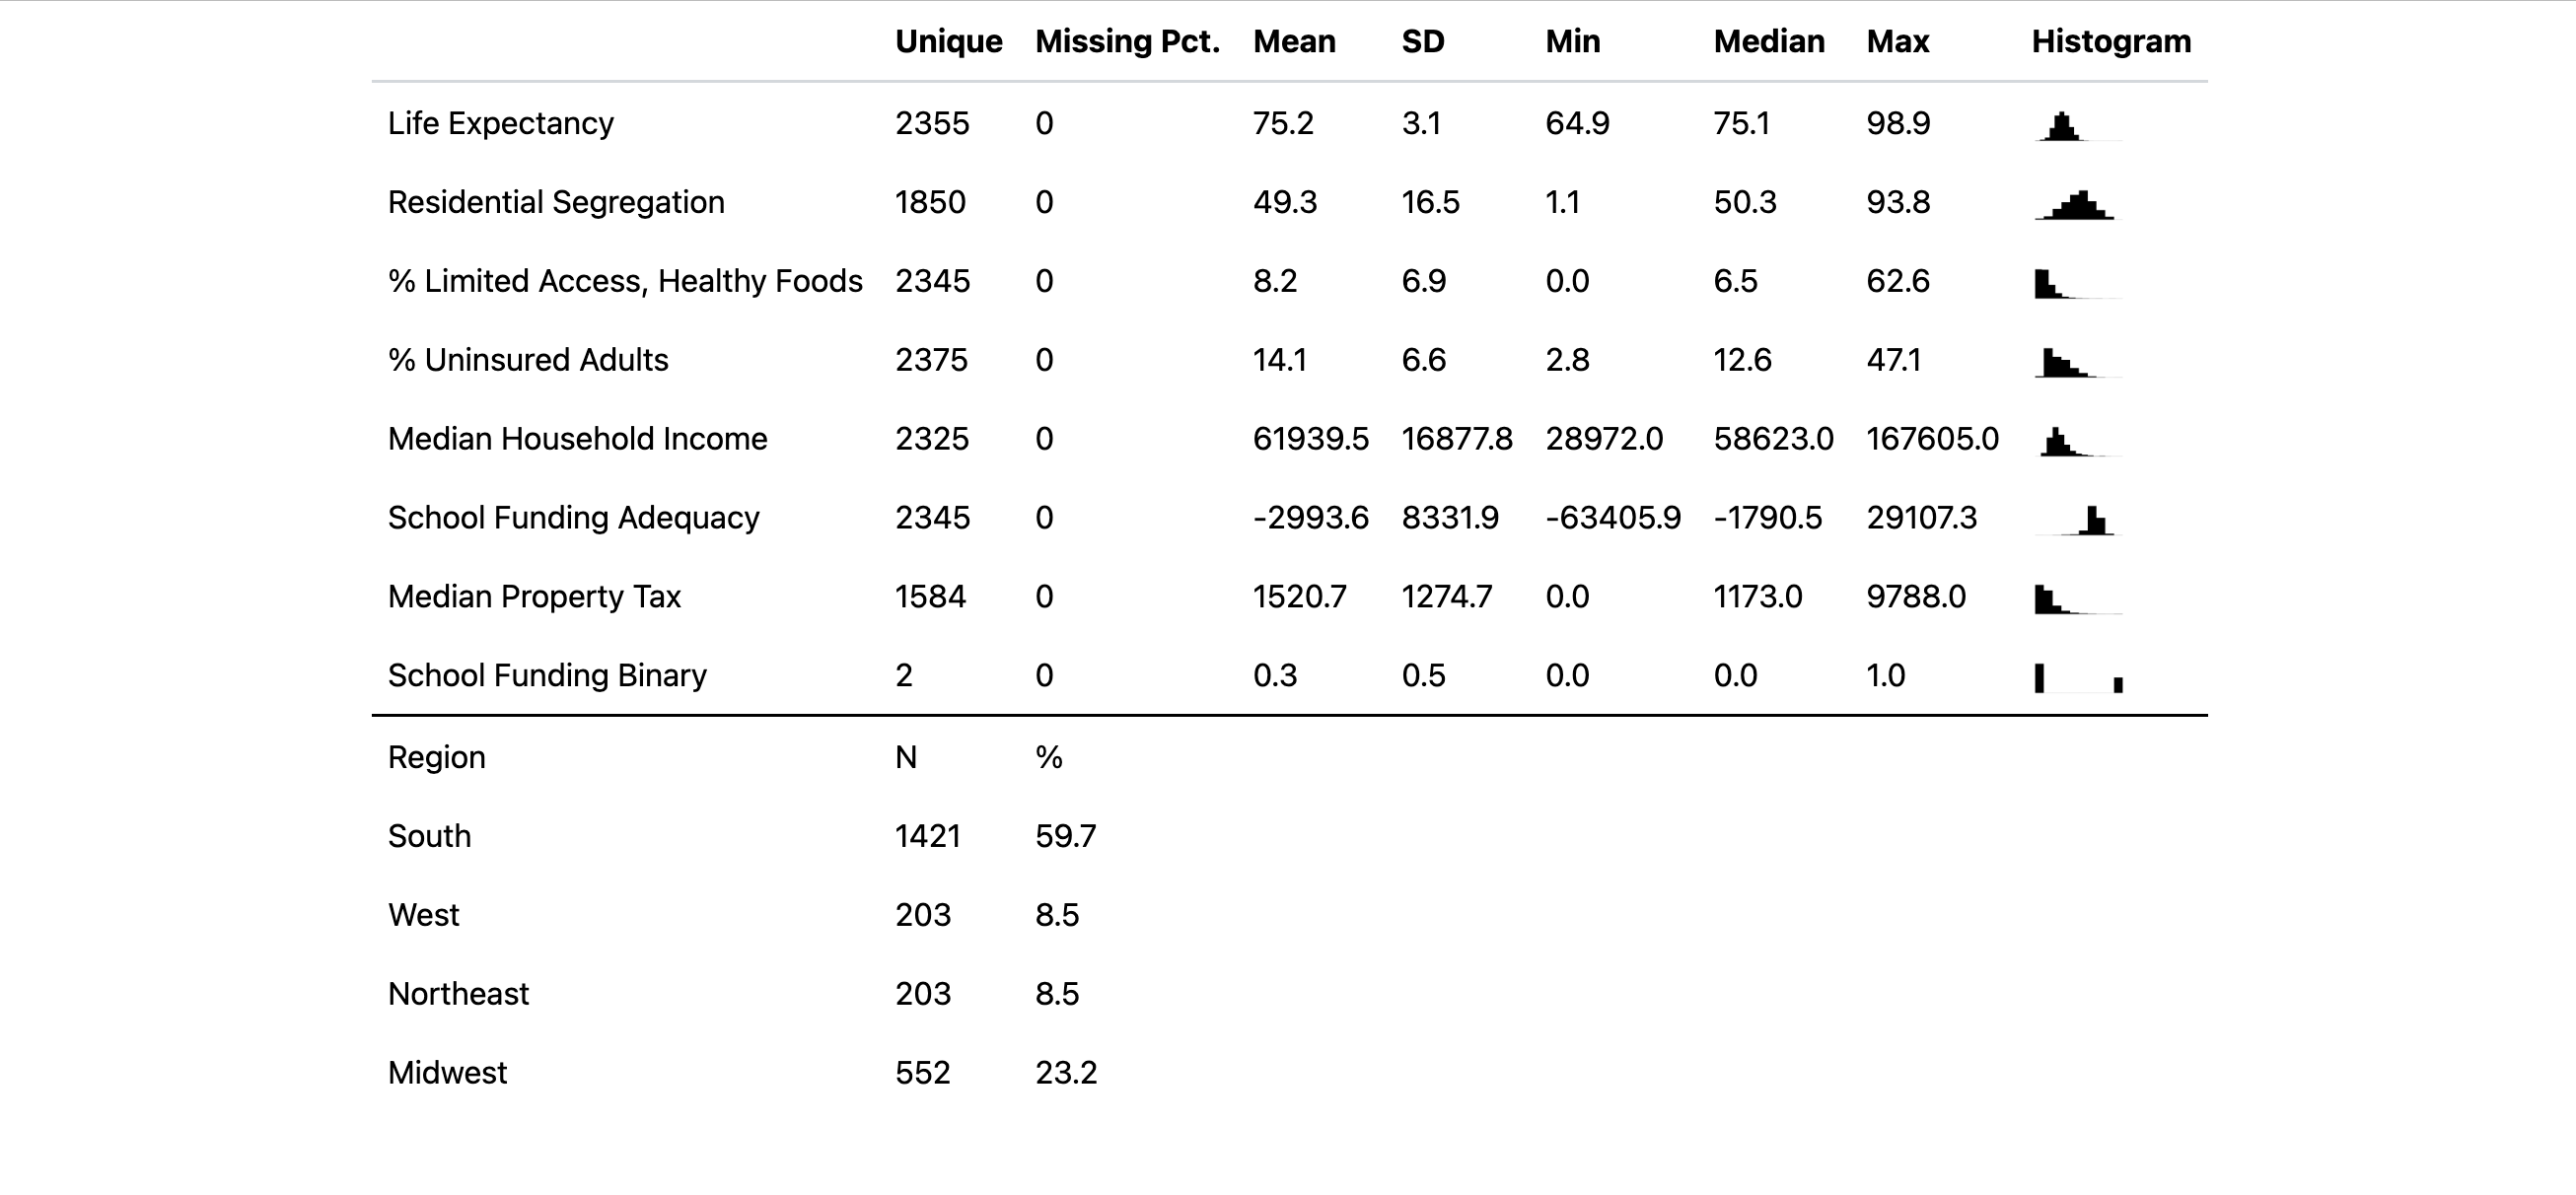 Unique Missing Pct. Mean SD Min Median Max Histogram
Life Expectancy 2355 0 75.2 3.1 64.9 75.1 98.9
Residential Segregation 1850 0 49.3 16.5 1.1 50.3 93.8
% Limited Access, Healthy Foods 2345 0 8.2 6.9 0.0 6.5 62.6
% Uninsured Adults 2375 0 14.1 6.6 2.8 12.6 47.1
Median Household Income 2325 0 61939.5 16877.8 28972.0 58623.0 167605.0
School Funding Adequacy 2345 0 -2993.6 8331.9 -63405.9 -1790.5 29107.3
Median Property Tax 1584 0 1520.7 1274.7 0.0 1173.0 9788.0
School Funding Binary 2 0 0.3 0.5 0.0 0.0 1.0
Region N %
South 1421 59.7
West 203 8.5
Northeast 203 8.5
Midwest 552 23.2